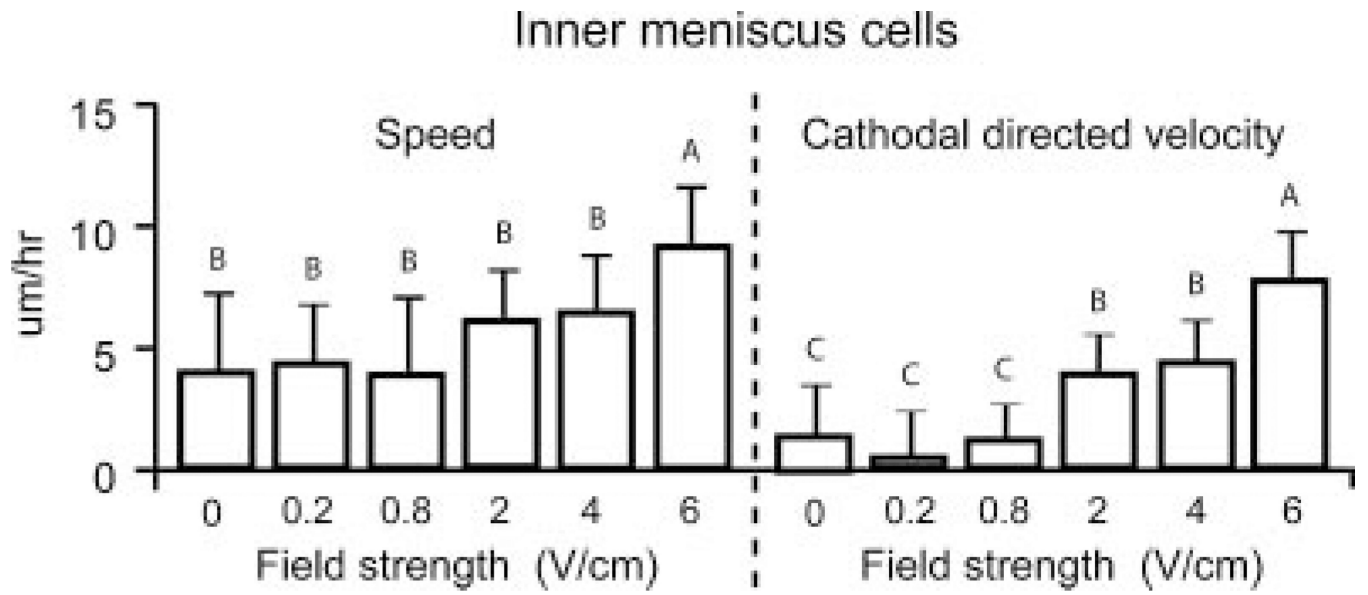 Inner meniscus cells
Speed
Cathodal directed velocity
um/hr
15
10
5
0
B B B B B A
C C C B B A
0 0.2 0.8 2 4 6
0 0.2 0.8 2 4 6
Field strength (V/cm)
Field strength (V/cm)